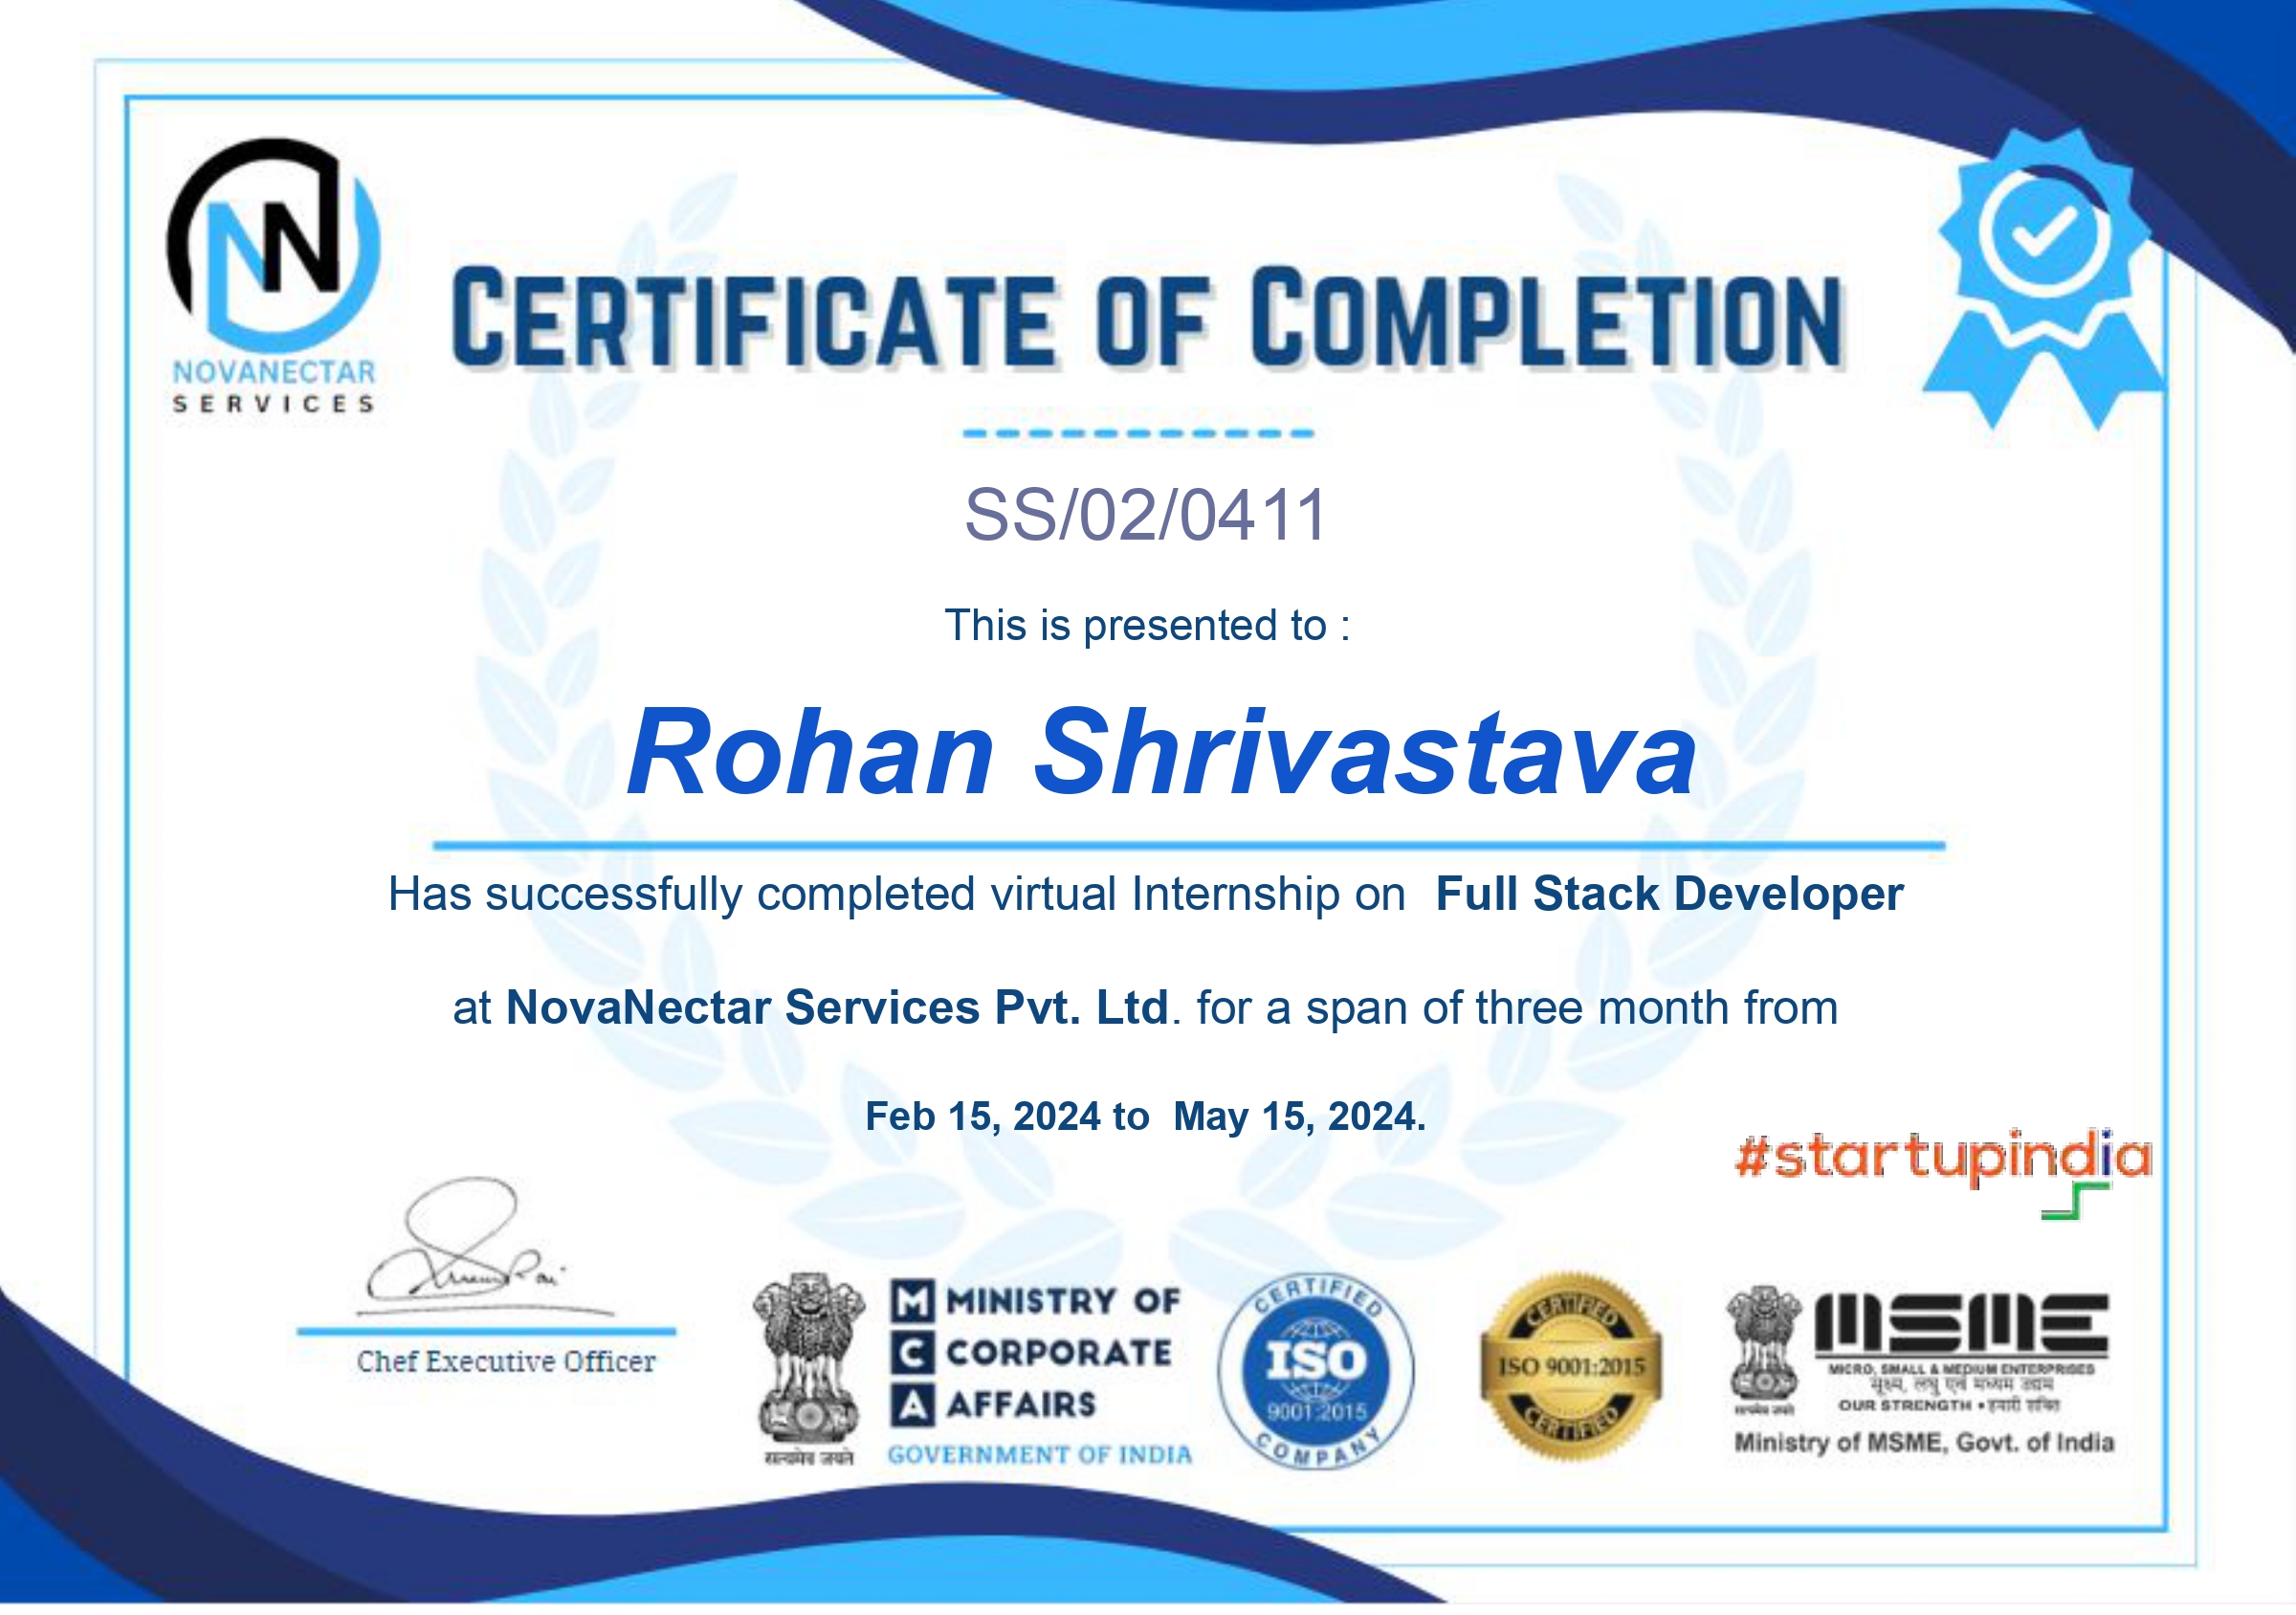 NOVANECTAR
SERVICES
CERTIFICATE OF COMPLETION
SS/02/0411
This is presented to :
Rohan Shrivastava
Has successfully completed virtual Internship on Full Stack Developer
at NovaNectar Services Pvt. Ltd. for a span of three month from
Feb 15, 2024 to May 15, 2024.
#startupindia
Chef Executive Officer
सत्यमेव जयते
M MINISTRY OF
C CORPORATE
A AFFAIRS
GOVERNMENT OF INDIA
CERTIFIED
ISO
9001:2015
COMPANY
CERTIFIED
ISO 9001:2015
CERTIFIED
सत्यमेव जयते
MSME
MICRO, SMALL & MEDIUM ENTERPRISES
सूक्ष्म, लघु एवं मध्यम उद्यम
OUR STRENGTH • हमारी शक्ति
Ministry of MSME, Govt. of India